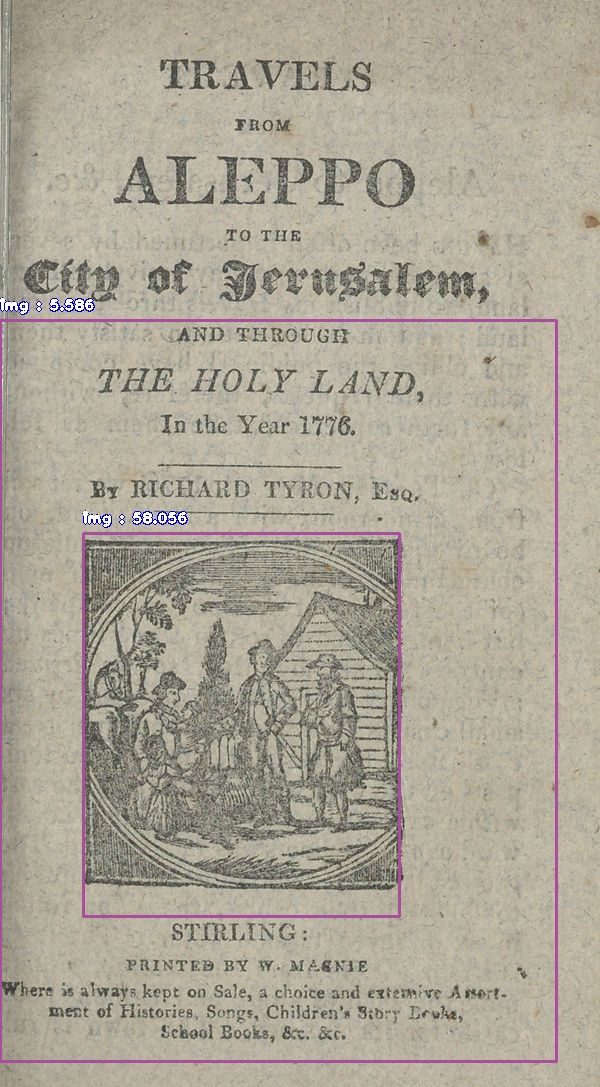 TRAVELS
FROM
ALEPPO
TO THE
City of Jerusalem,
Img : 5.586
AND THROUGH
THE HOLY LAND,
In the Year 1776.
By RICHARD TYRON, Esq.
Img : 58.056
STIRLING:
PRINTED BY W. MACNIE
Where is always kept on Sale, a choice and extensive Assort-
ment of Histories, Songs, Children's Story Books,
School Books, &c. &c.